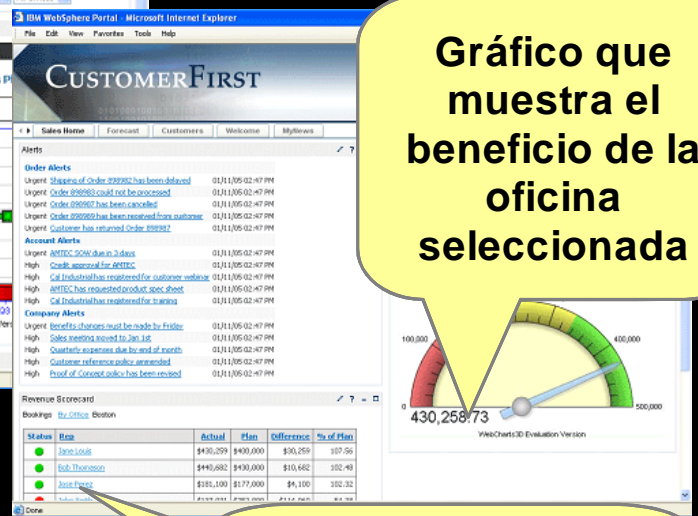 IBM WebSphere Portal - Microsoft Internet Explorer
File Edit View Favorites Tools Help
CUSTOMERFIRST
Sales Home Forecast Customers Welcome MyNews
Alerts
Order Alerts
Urgent Shipping of Order 898982 has been delayed 01/11/05 02:47 PM
Urgent Order 898983 could not be processed 01/11/05 02:47 PM
Urgent Order 898987 has been cancelled 01/11/05 02:47 PM
Urgent Order 898989 has been received from customer 01/11/05 02:47 PM
Urgent Customer has returned Order 898987 01/11/05 02:47 PM
Account Alerts
Urgent AMTEC SOW due in 3 days 01/11/05 02:47 PM
High Credit approval for AMTEC 01/11/05 02:47 PM
High Cal Industrial has registered for customer webinar 01/11/05 02:47 PM
High AMTEC has requested product spec sheet 01/11/05 02:47 PM
High Cal Industrial has registered for training 01/11/05 02:47 PM
Company Alerts
Urgent Benefits changes must be made by Friday 01/11/05 02:47 PM
High Sales meeting moved to Jan 1st 01/11/05 02:47 PM
High Quarterly expenses due by end of month 01/11/05 02:47 PM
High Customer reference policy ammended 01/11/05 02:47 PM
High Proof of Concept policy has been revised 01/11/05 02:47 PM
Revenue Scorecard
Bookings By Office Boston
Status Rep Actual Plan Difference % of Plan
Jane Louis $430,259 $400,000 $30,259 107.56
Bob Thomason $440,682 $430,000 $10,682 102.48
Jose Perez $181,100 $177,000 $4,100 102.32
Done
Gráfico que
muestra el
beneficio de la
oficina
seleccionada
100,000 400,000
0 500,000
430,258.73
WebCharts3D Evaluation Version